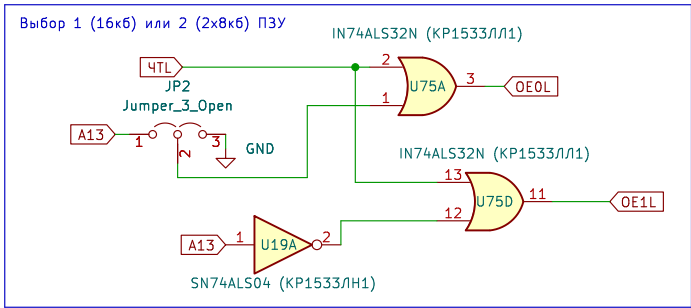 Выбор 1 (16кб) или 2 (2х8кб) ПЗУ
IN74ALS32N (КР1533ЛЛ1)
ЧТL
2
U75A
3
OE0L
JP2
Jumper_3_Open
1
A13
1
2
3
GND
IN74ALS32N (КР1533ЛЛ1)
13
U75D
11
OE1L
12
A13
1
U19A
2
SN74ALS04 (КР1533ЛН1)